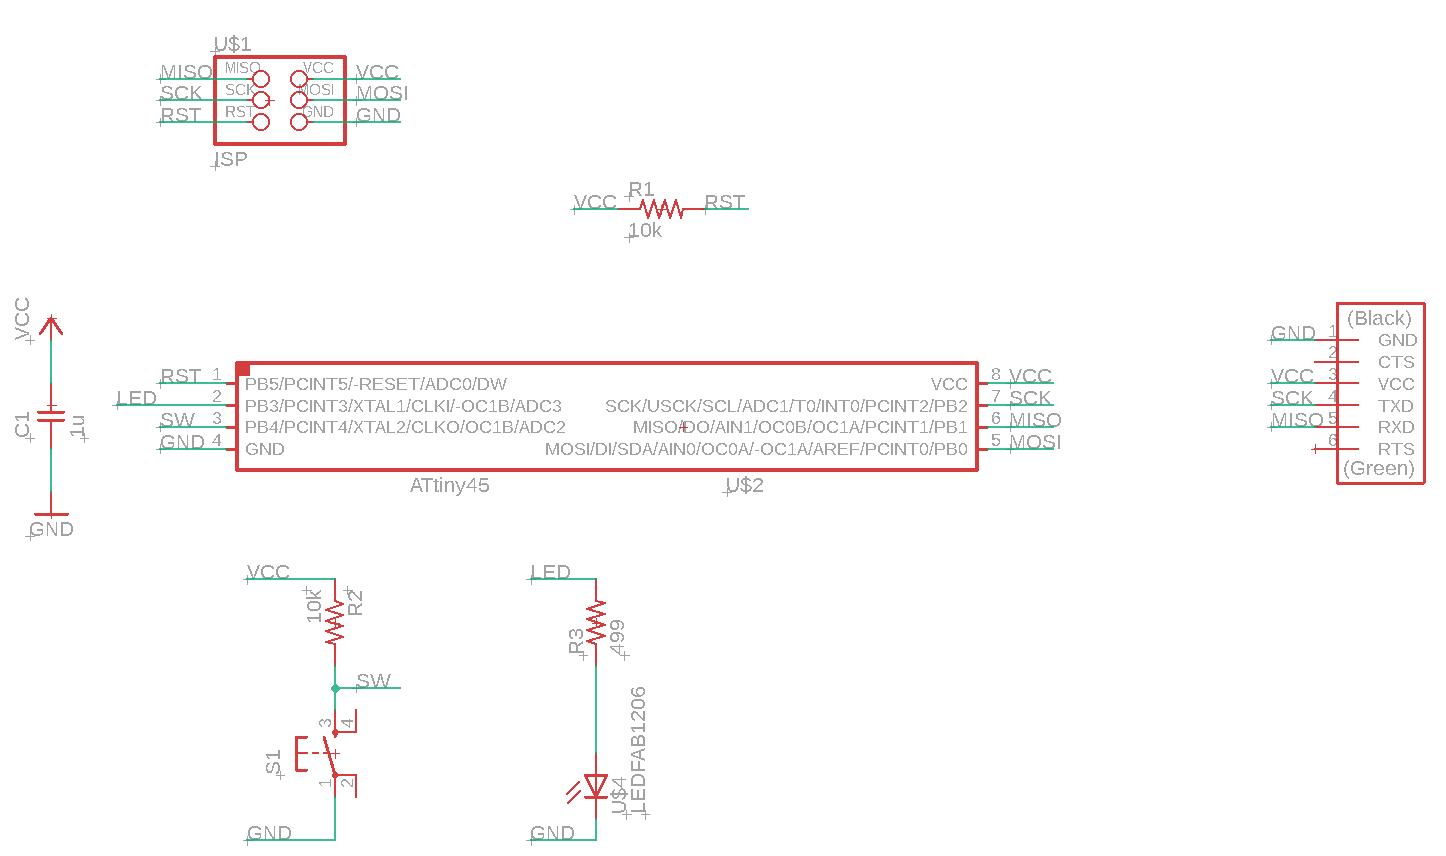 U$1
MISO MISO VCC VCC
SCK SCK MOSI MOSI
RST RST GND GND
ISP
R1
VCC RST
10k
VCC
C1 1u
GND
RST 1 PB5/PCINT5/-RESET/ADC0/DW VCC 8 VCC
LED 2 PB3/PCINT3/XTAL1/CLKI/-OC1B/ADC3 SCK/USCK/SCL/ADC1/T0/INT0/PCINT2/PB2 7 SCK
SW 3 PB4/PCINT4/XTAL2/CLKO/OC1B/ADC2 MISO/DO/AIN1/OC0B/OC1A/PCINT1/PB1 6 MISO
GND 4 GND MOSI/DI/SDA/AIN0/OC0A/-OC1A/AREF/PCINT0/PB0 5 MOSI
ATtiny45 U$2
(Black)
GND 1 GND
2 CTS
VCC 3 VCC
SCK 4 TXD
MISO 5 RXD
6 RTS
(Green)
VCC
10k R2
SW
3 4
S1
1 2
GND
LED
R3 499
U$4 LEDFAB1206
GND